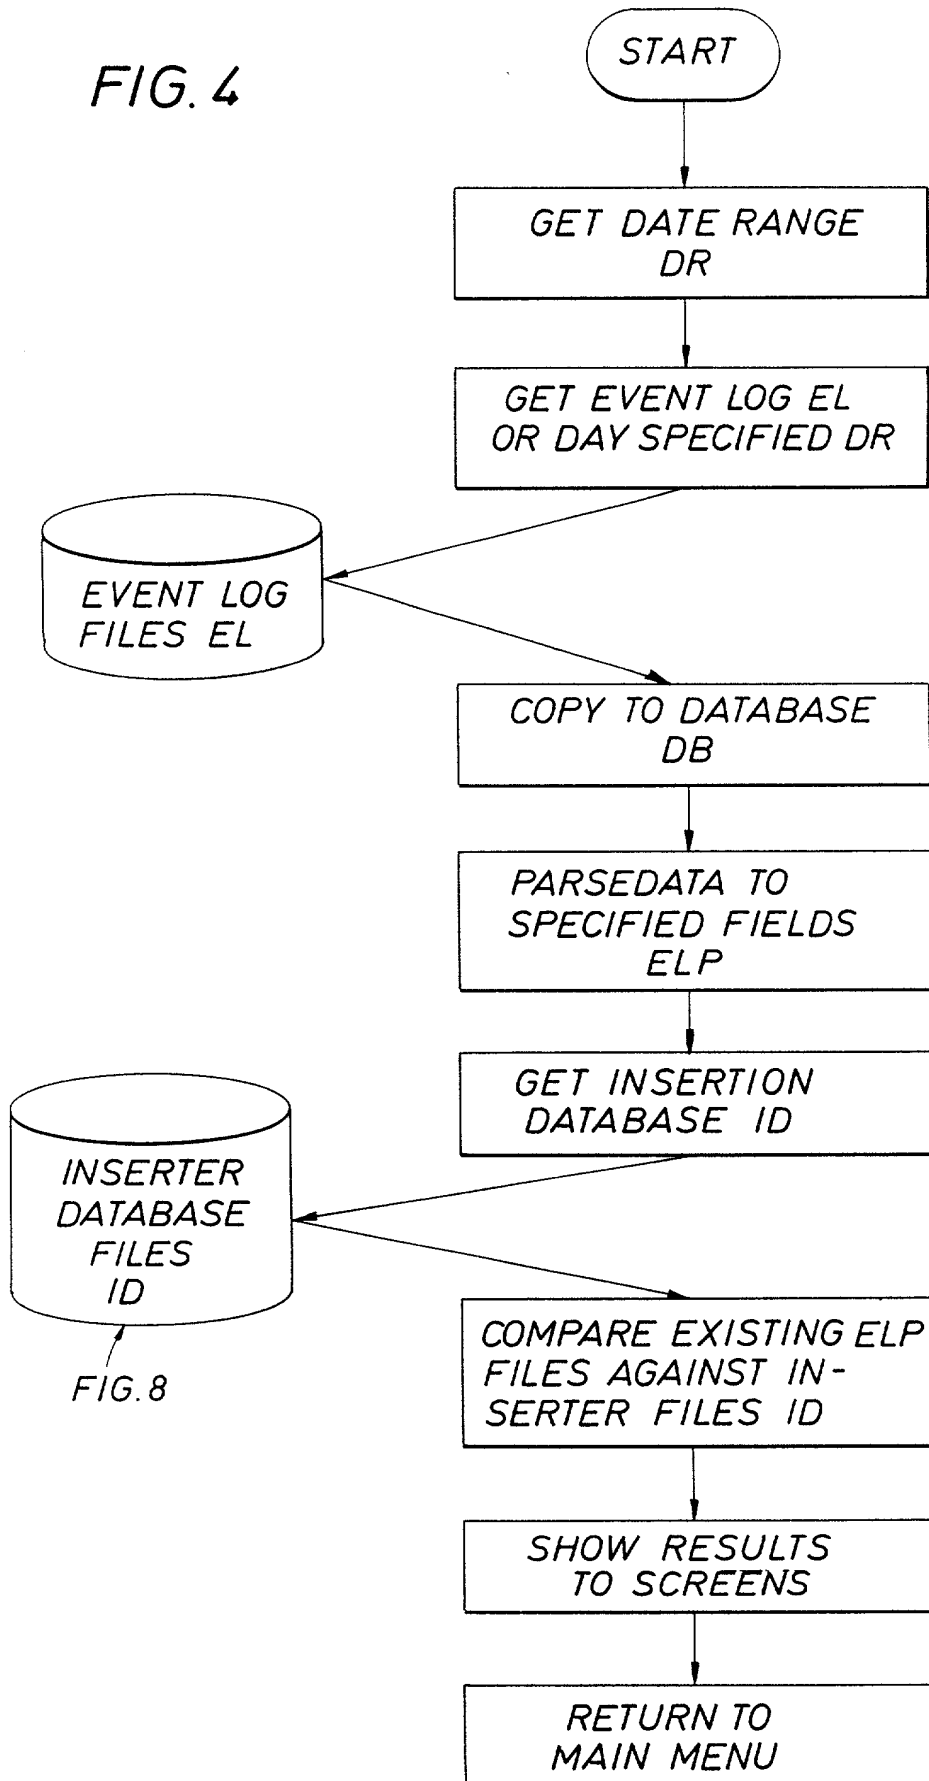 FIG. 4
START
GET DATE RANGE
DR
GET EVENT LOG EL
OR DAY SPECIFIED DR
EVENT LOG
FILES EL
COPY TO DATABASE
DB
PARSEDATA TO
SPECIFIED FIELDS
ELP
GET INSERTION
DATABASE ID
INSERTER
DATABASE
FILES
ID
FIG. 8
COMPARE EXISTING ELP
FILES AGAINST IN-
SERTER FILES ID
SHOW RESULTS
TO SCREENS
RETURN TO
MAIN MENU